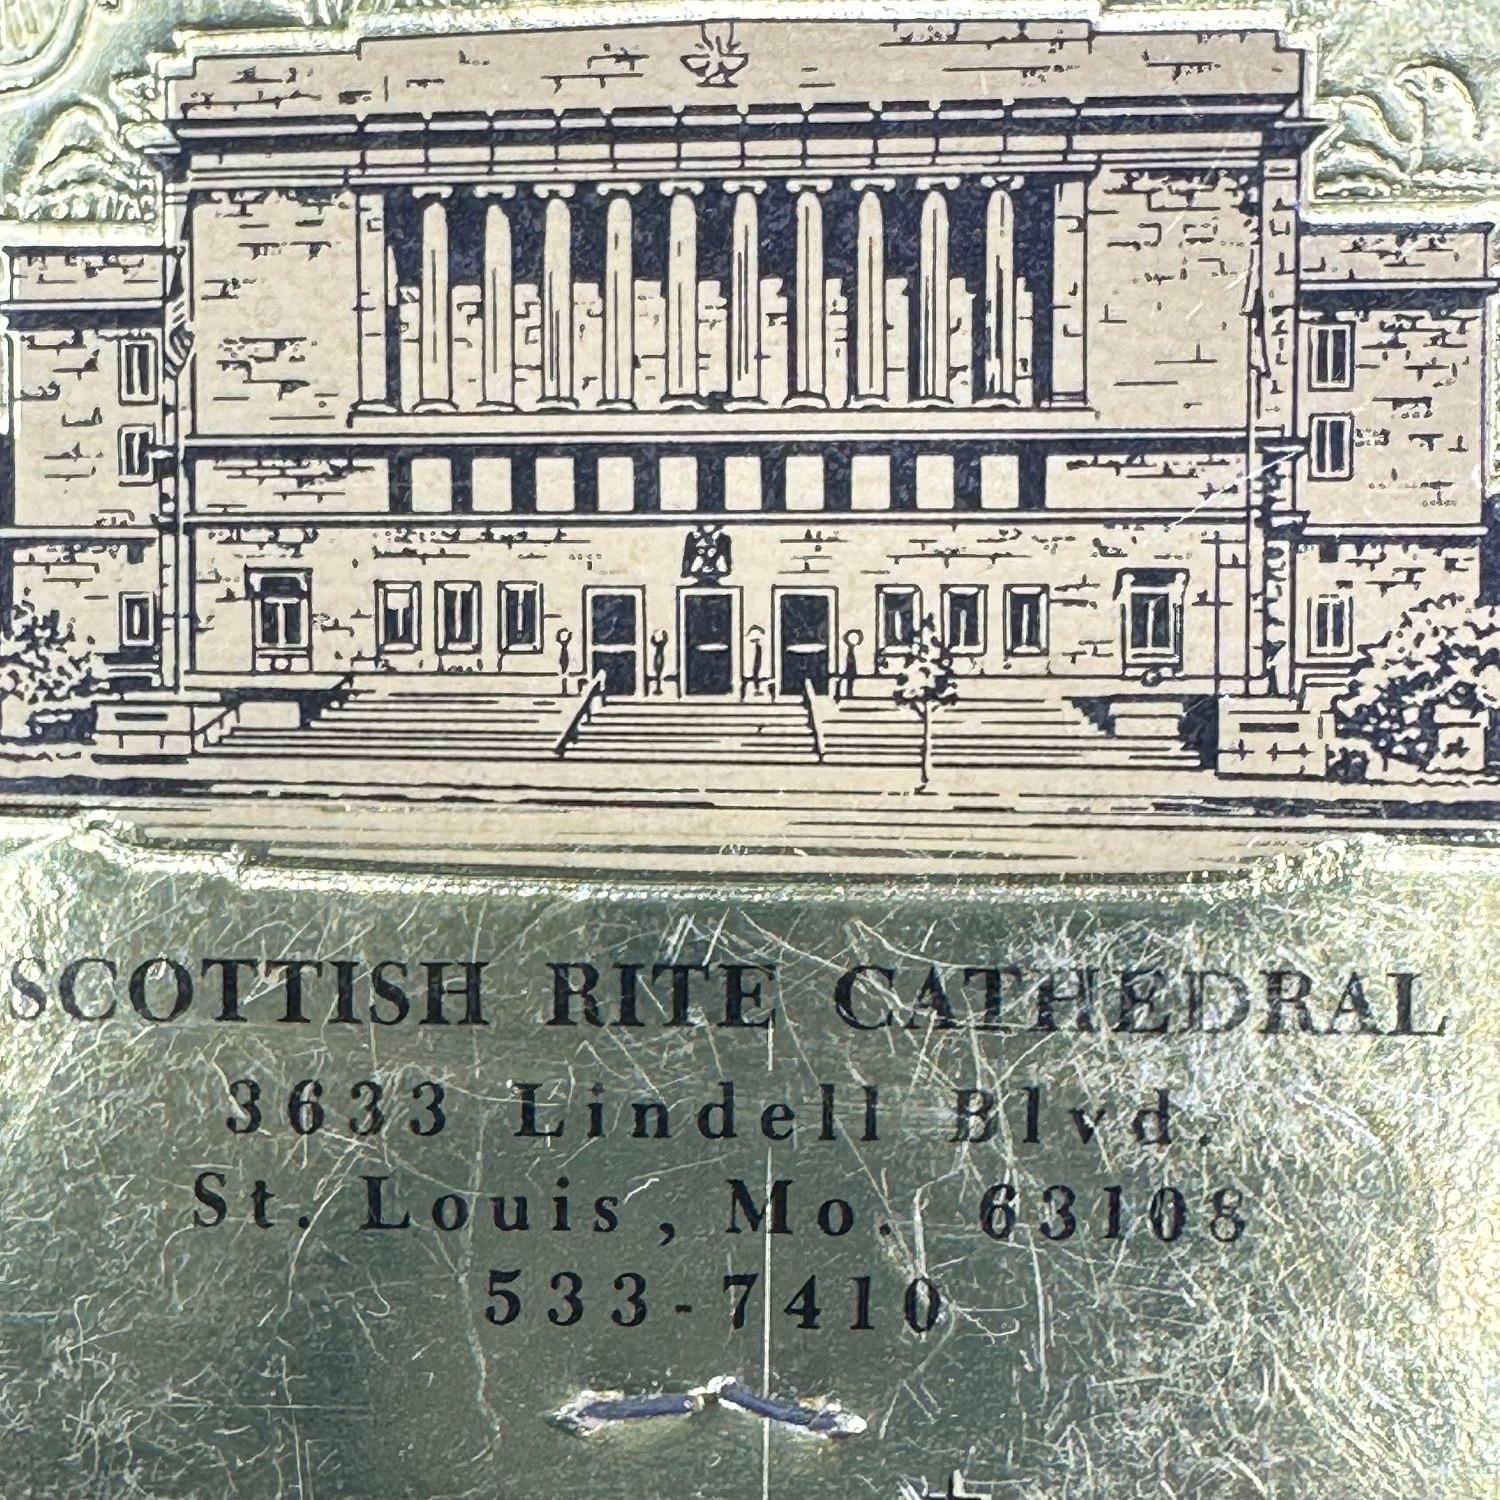 SCOTTISH RITE CATHEDRAL
3633 Lindell Blvd.
St. Louis, Mo. 63108
533-7410